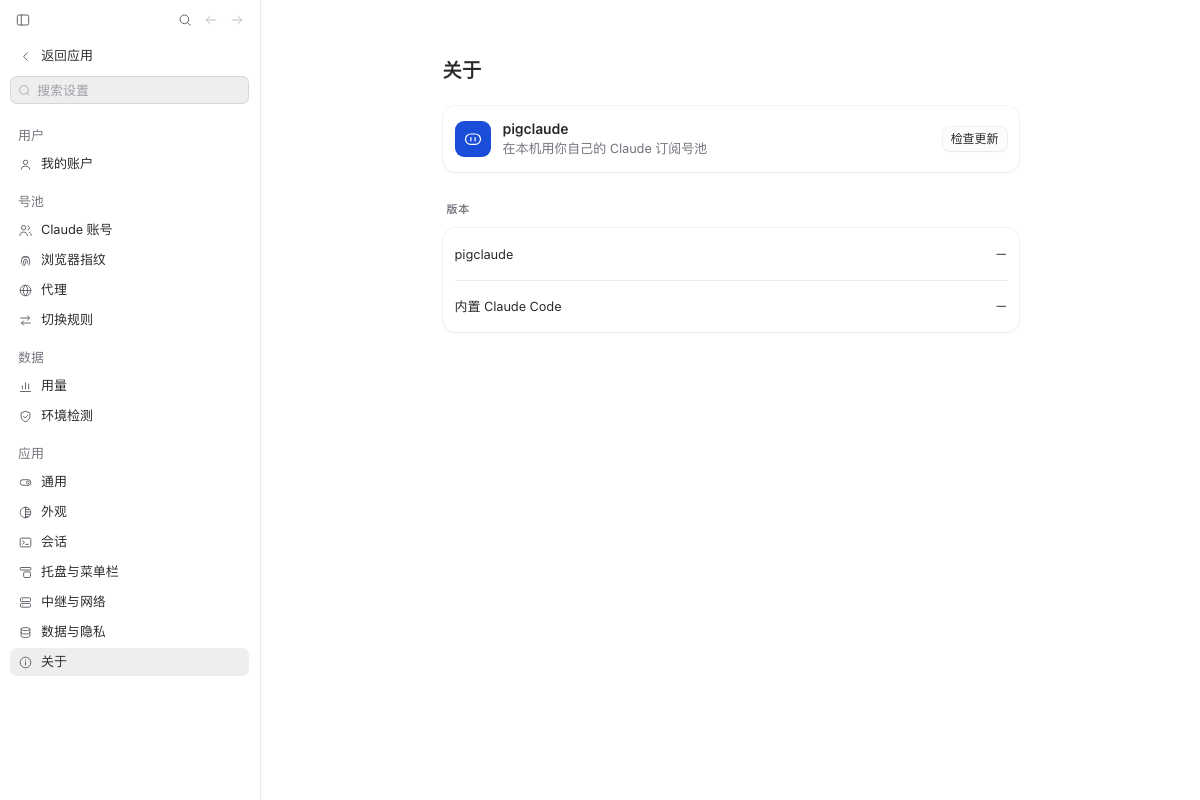 返回应用
搜索设置
用户
我的账户
号池
Claude 账号
浏览器指纹
代理
切换规则
数据
用量
环境检测
应用
通用
外观
会话
托盘与菜单栏
中继与网络
数据与隐私
关于
关于
pigclaude
在本机用你自己的 Claude 订阅号池
检查更新
版本
pigclaude
—
内置 Claude Code
—